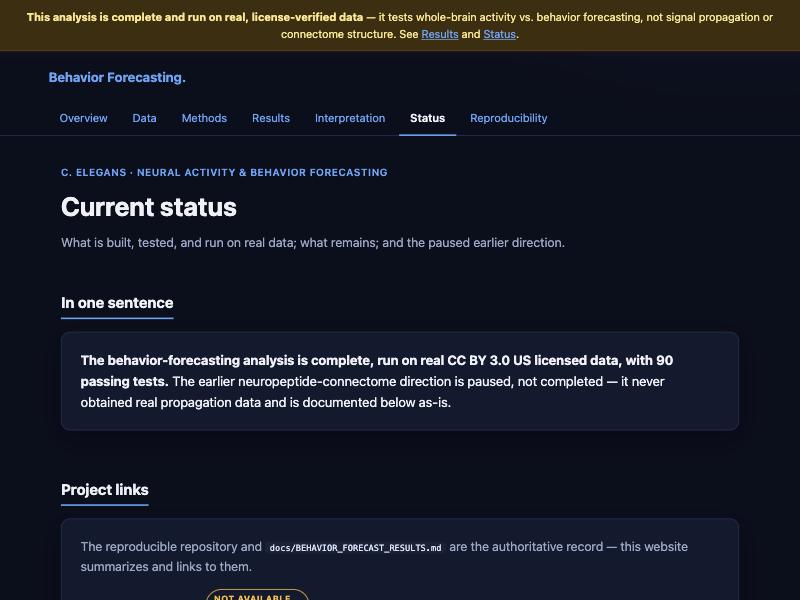 This analysis is complete and run on real, license-verified data — it tests whole-brain activity vs. behavior forecasting, not signal propagation or
connectome structure. See Results and Status.
Behavior Forecasting.
Overview Data Methods Results Interpretation Status Reproducibility
C. ELEGANS · NEURAL ACTIVITY & BEHAVIOR FORECASTING
Current status
What is built, tested, and run on real data; what remains; and the paused earlier direction.
In one sentence
The behavior-forecasting analysis is complete, run on real CC BY 3.0 US licensed data, with 90
passing tests. The earlier neuropeptide-connectome direction is paused, not completed — it never
obtained real propagation data and is documented below as-is.
Project links
The reproducible repository and docs/BEHAVIOR_FORECAST_RESULTS.md are the authoritative record — this website
summarizes and links to them.
NOT AVAILABLE